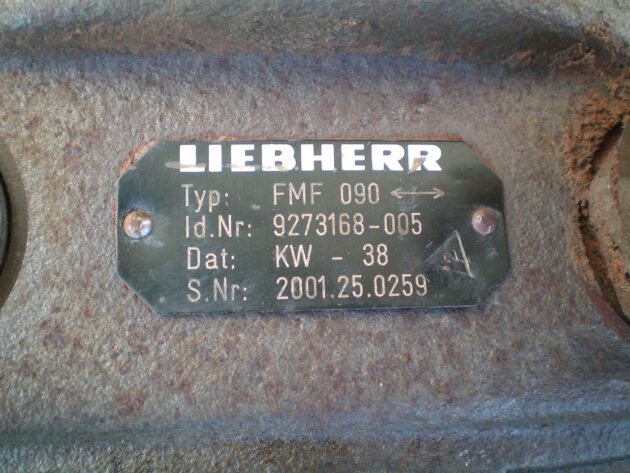 LIEBHERR
Typ: FMF 090 ↔
Id.Nr: 9273168-005
Dat: KW - 38
S.Nr: 2001.25.0259